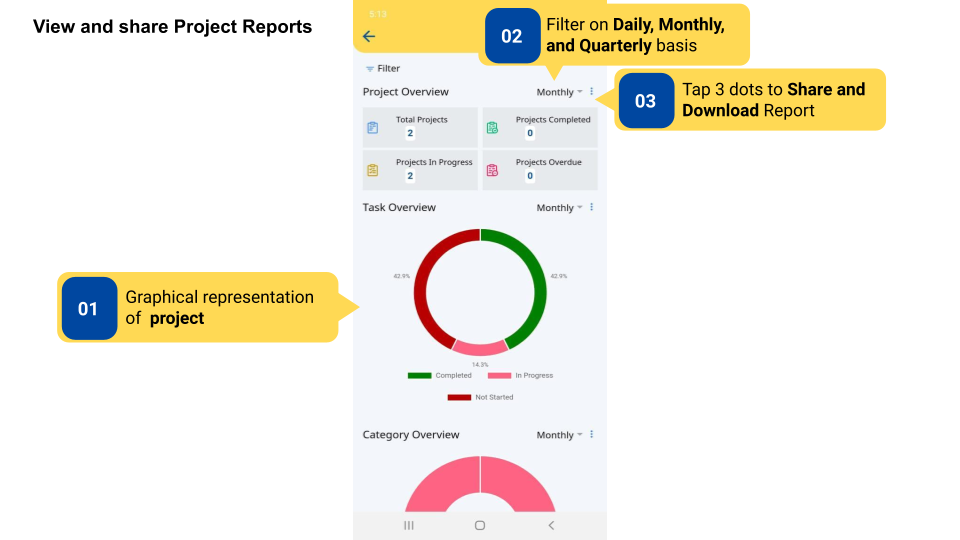 View and share Project Reports
5:13
02
Filter on Daily, Monthly,
and Quarterly basis
Filter
Project Overview
Monthly
03
Tap 3 dots to Share and
Download Report
Total Projects
2
Projects Completed
0
Projects In Progress
2
Projects Overdue
0
Task Overview
Monthly
42.9%
42.9%
01
Graphical representation
of project
14.3%
Completed
In Progress
Not Started
Category Overview
Monthly